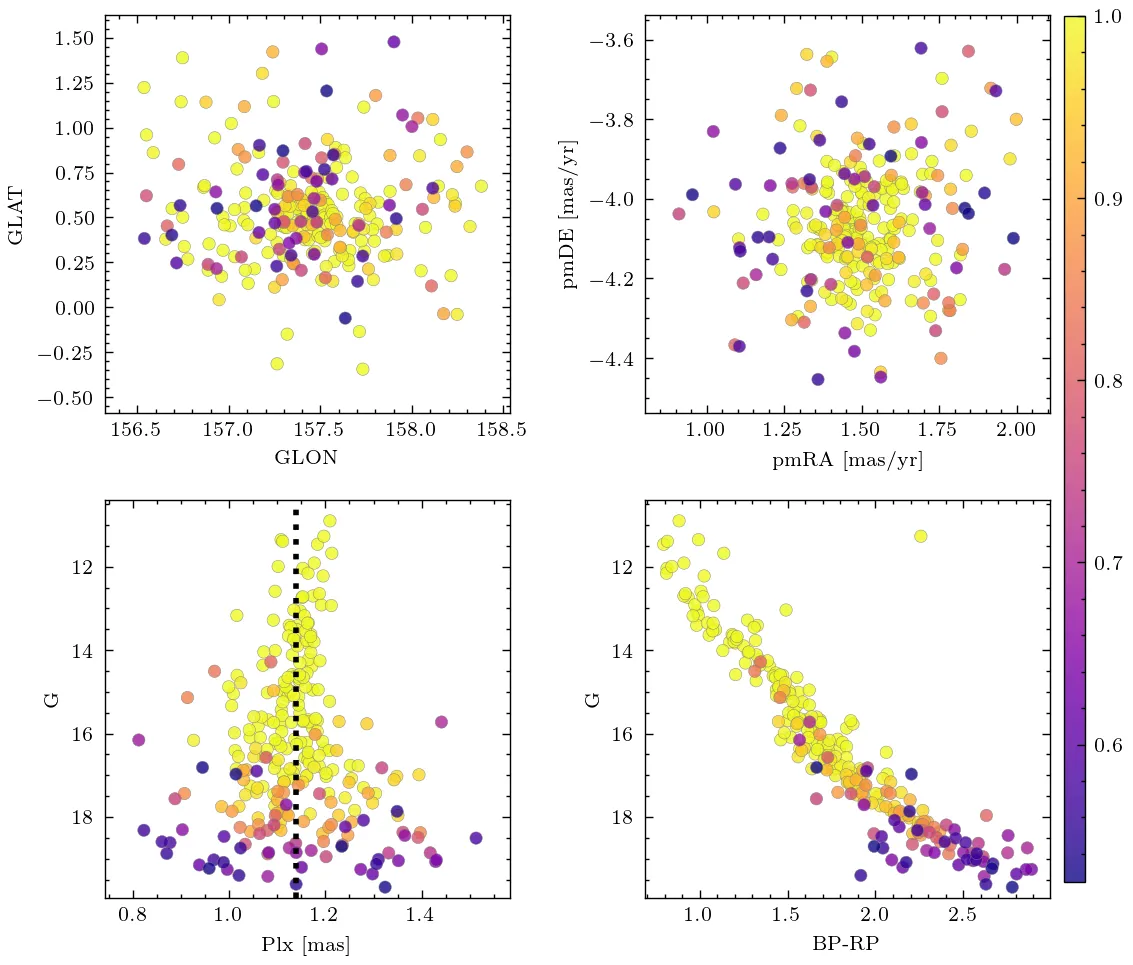 1.50
1.25
1.00
0.75
0.50
0.25
0.00
−0.25
−0.50
GLAT
156.5 157.0 157.5 158.0 158.5
GLON
−3.6
−3.8
−4.0
−4.2
−4.4
pmDE [mas/yr]
1.00 1.25 1.50 1.75 2.00
pmRA [mas/yr]
1.0
0.9
0.8
0.7
0.6
12
14
16
18
G
0.8 1.0 1.2 1.4
Plx [mas]
12
14
16
18
G
1.0 1.5 2.0 2.5
BP-RP